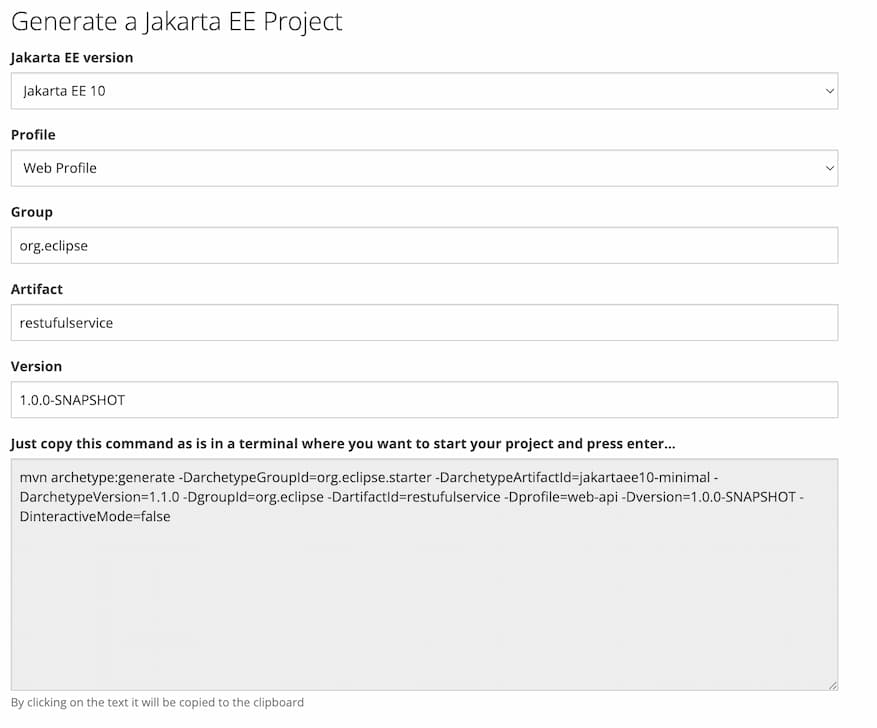 Generate a Jakarta EE Project
Jakarta EE version
Jakarta EE 10
Profile
Web Profile
Group
org.eclipse
Artifact
restufulservice
Version
1.0.0-SNAPSHOT
Just copy this command as is in a terminal where you want to start your project and press enter...
mvn archetype:generate -DarchetypeGroupId=org.eclipse.starter -DarchetypeArtifactId=jakartaee10-minimal -
DarchetypeVersion=1.1.0 -DgroupId=org.eclipse -DartifactId=restufulservice -Dprofile=web-api -Dversion=1.0.0-SNAPSHOT -
DinteractiveMode=false
By clicking on the text it will be copied to the clipboard